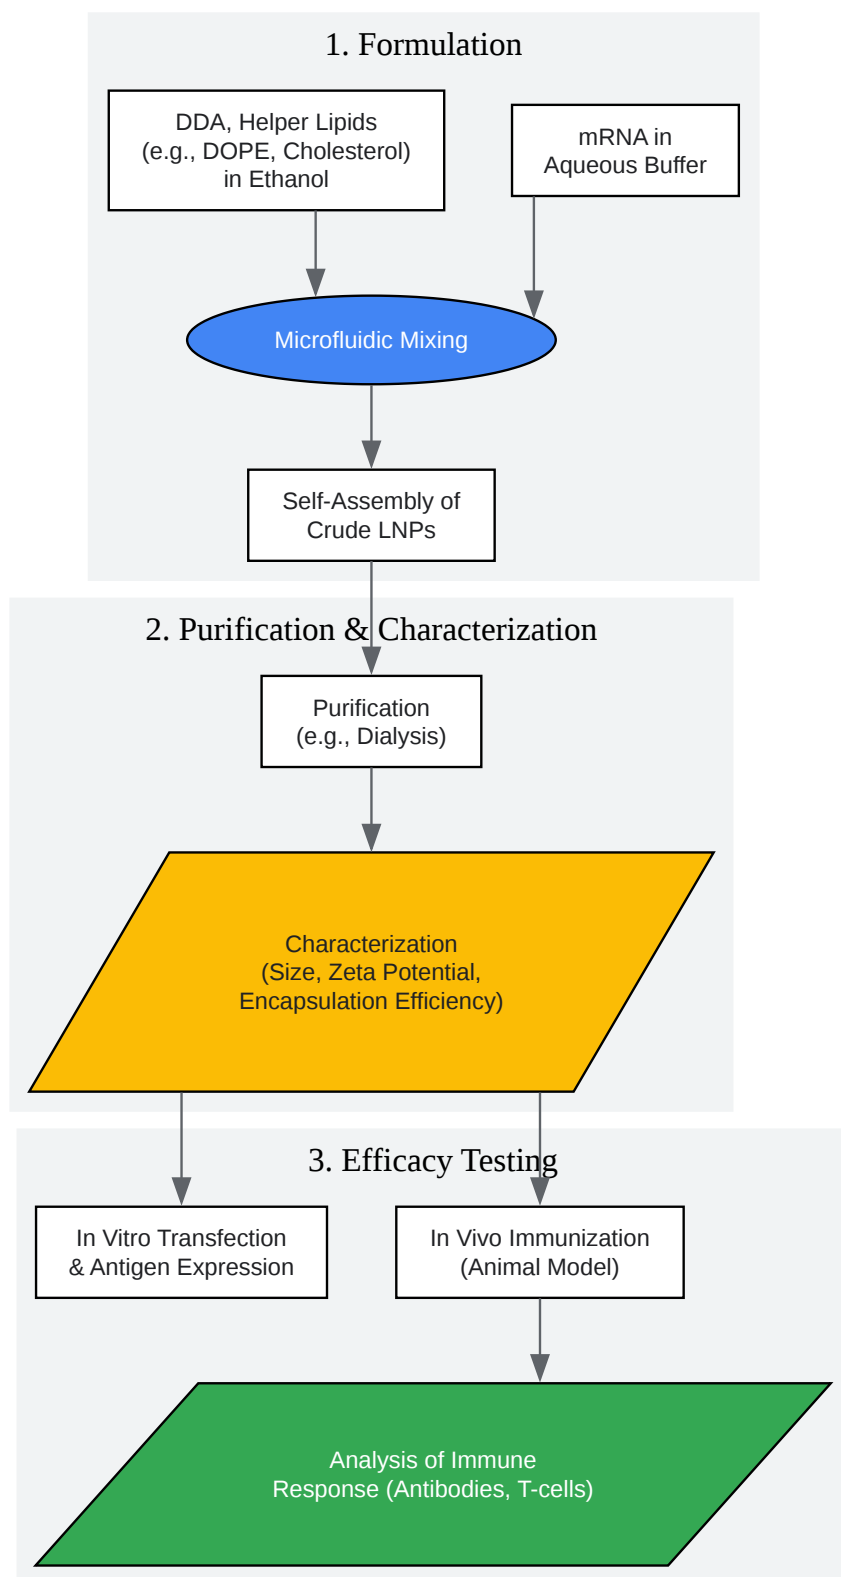 1. Formulation
DDA, Helper Lipids
(e.g., DOPE, Cholesterol)
in Ethanol
mRNA in
Aqueous Buffer
Microfluidic Mixing
Self-Assembly of
Crude LNPs
2. Purification & Characterization
Purification
(e.g., Dialysis)
Characterization
(Size, Zeta Potential,
Encapsulation Efficiency)
3. Efficacy Testing
In Vitro Transfection
& Antigen Expression
In Vivo Immunization
(Animal Model)
Analysis of Immune
Response (Antibodies, T-cells)